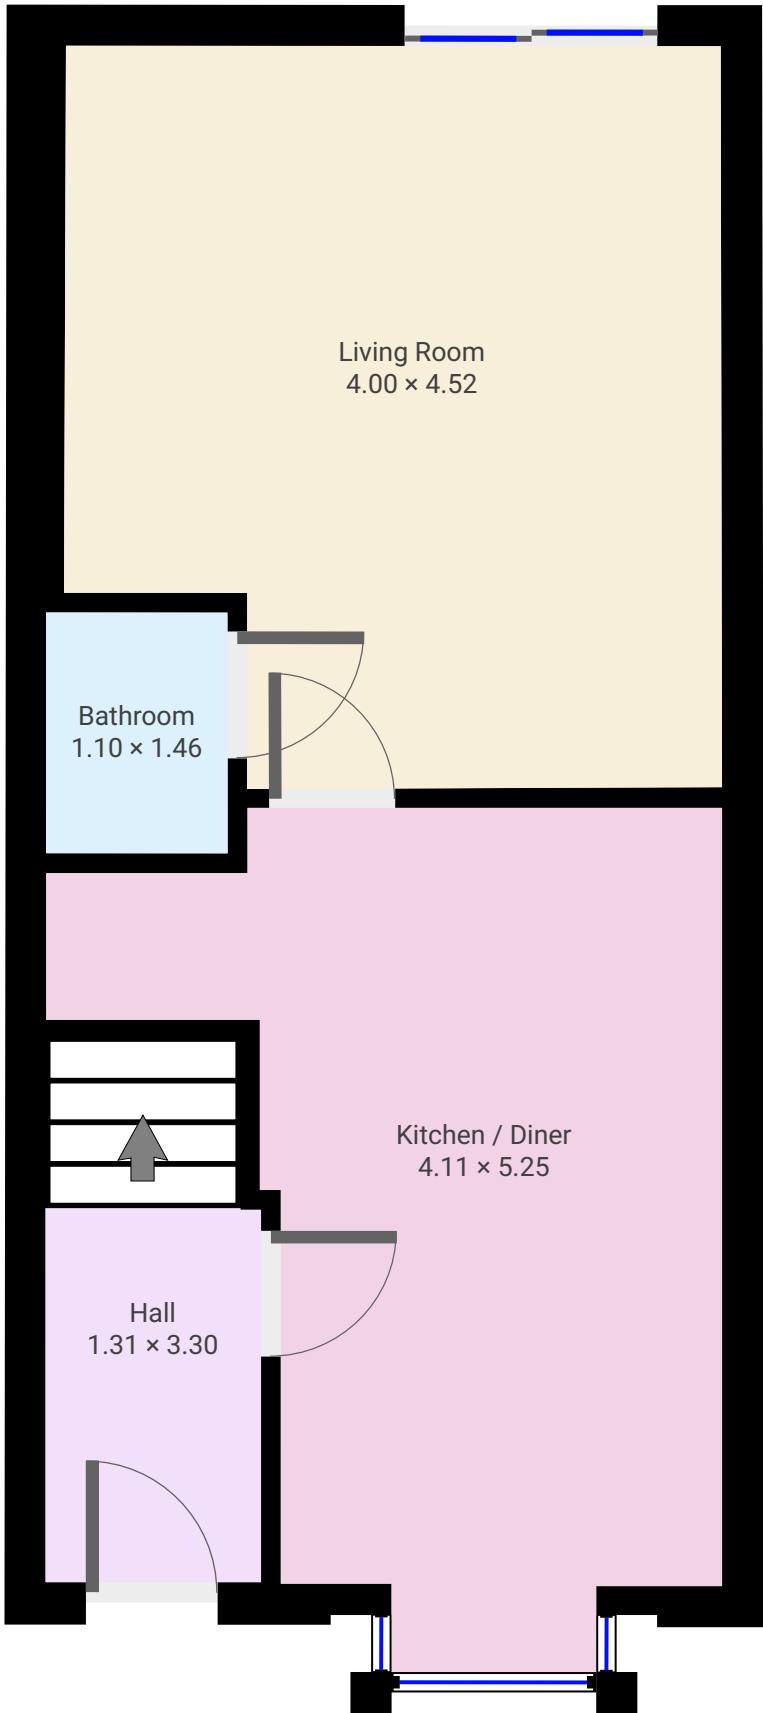 Living Room
4.00 × 4.52
Bathroom
1.10 × 1.46
Kitchen / Diner
4.11 × 5.25
Hall
1.31 × 3.30